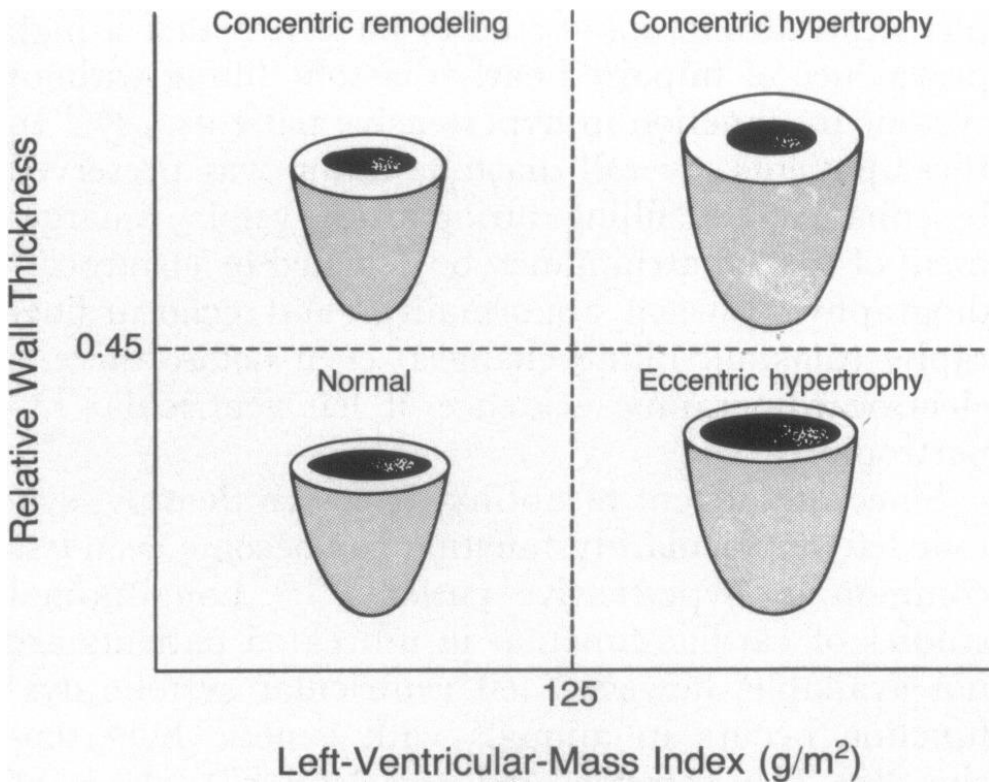 Concentric remodeling
Concentric hypertrophy
Relative Wall Thickness
0.45
Normal
Eccentric hypertrophy
125
Left-Ventricular-Mass Index (g/m²)